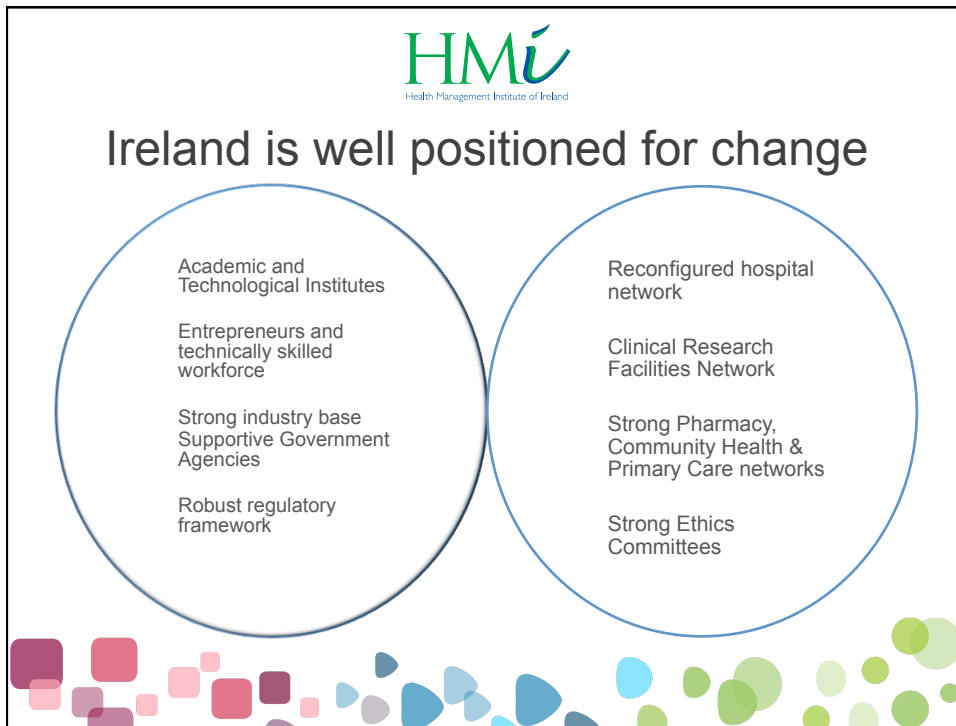 HMi
Health Management Institute of Ireland
Ireland is well positioned for change
Academic and
Technological Institutes
Entrepreneurs and
technically skilled
workforce
Strong industry base
Supportive Government
Agencies
Robust regulatory
framework
Reconfigured hospital
network
Clinical Research
Facilities Network
Strong Pharmacy,
Community Health &
Primary Care networks
Strong Ethics
Committees